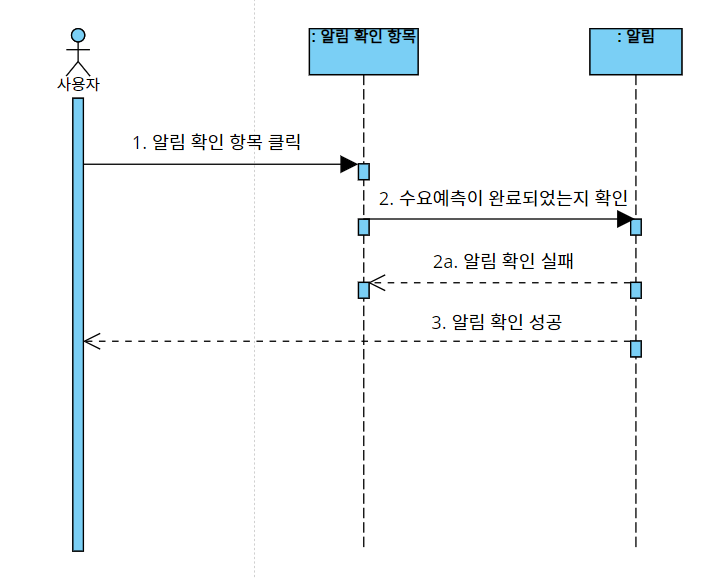 : 알림 확인 항목
: 알림
사용자
1. 알림 확인 항목 클릭
2. 수요예측이 완료되었는지 확인
2a. 알림 확인 실패
3. 알림 확인 성공